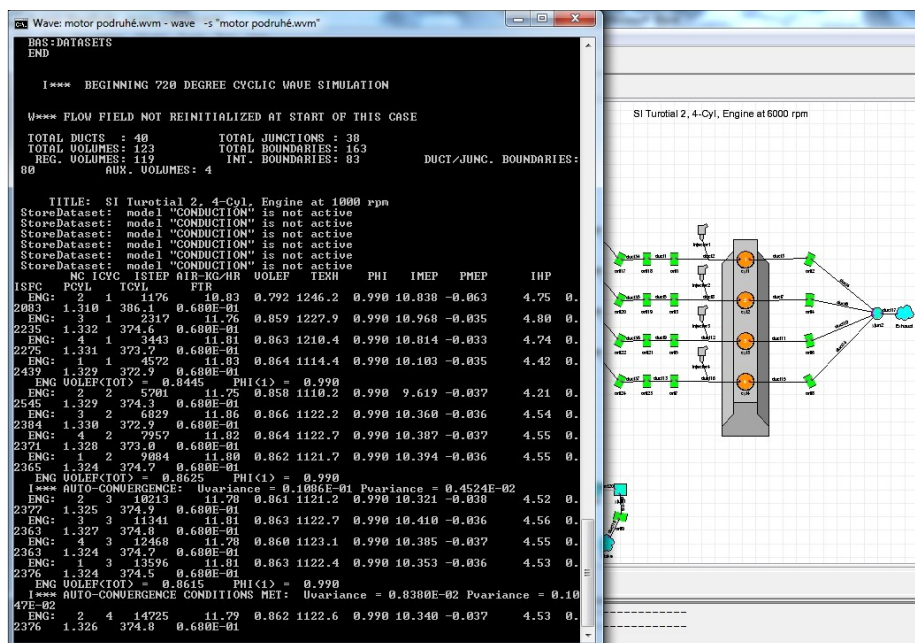 Wave: motor podruhé.wvm - wave -s "motor podruhé.wvm"
BAS:DATASETS
END
I*** BEGINNING 720 DEGREE CYCLIC WAVE SIMULATION
W*** FLOW FIELD NOT REINITIALIZED AT START OF THIS CASE
TOTAL DUCTS : 40 TOTAL JUNCTIONS : 38
TOTAL VOLUMES: 123 TOTAL BOUNDARIES: 163
REG. VOLUMES: 119 INT. BOUNDARIES: 83 DUCT/JUNC. BOUNDARIES:
80 AUX. VOLUMES: 4
TITLE: SI Turotial 2, 4-Cyl, Engine at 1000 rpm
StoreDataset: model "CONDUCTION" is not active
StoreDataset: model "CONDUCTION" is not active
StoreDataset: model "CONDUCTION" is not active
StoreDataset: model "CONDUCTION" is not active
StoreDataset: model "CONDUCTION" is not active
NC ICYC ISTEP AIR-KG/HR VOLEF TEXH PHI IMEP PMEP IHP
ISFC PCYL TCYL FTR
ENG: 2 1 1176 10.83 0.792 1246.2 0.990 10.838 -0.063 4.75 0.
2083 1.310 386.1 0.680E-01
ENG: 3 1 2317 11.76 0.859 1227.9 0.990 10.968 -0.035 4.80 0.
2235 1.332 374.6 0.680E-01
ENG: 4 1 3443 11.81 0.863 1210.4 0.990 10.814 -0.033 4.74 0.
2275 1.331 373.7 0.680E-01
ENG: 1 1 4572 11.83 0.864 1114.4 0.990 10.103 -0.035 4.42 0.
2439 1.329 372.9 0.680E-01
ENG VOLEF(TOT) = 0.8445 PHI(1) = 0.990
ENG: 2 2 5701 11.75 0.858 1110.2 0.990 9.619 -0.037 4.21 0.
2545 1.329 374.3 0.680E-01
ENG: 3 2 6829 11.86 0.866 1122.2 0.990 10.360 -0.036 4.54 0.
2384 1.330 372.9 0.680E-01
ENG: 4 2 7957 11.82 0.864 1122.7 0.990 10.387 -0.037 4.55 0.
2371 1.328 373.0 0.680E-01
ENG: 1 2 9084 11.80 0.862 1121.7 0.990 10.394 -0.036 4.55 0.
2365 1.324 374.7 0.680E-01
ENG VOLEF(TOT) = 0.8625 PHI(1) = 0.990
I*** AUTO-CONVERGENCE: Uvariance = 0.1086E-01 Pvariance = 0.4524E-02
ENG: 2 3 10213 11.78 0.861 1121.2 0.990 10.321 -0.038 4.52 0.
2377 1.325 374.9 0.680E-01
ENG: 3 3 11341 11.81 0.863 1122.7 0.990 10.410 -0.036 4.56 0.
2363 1.327 374.8 0.680E-01
ENG: 4 3 12468 11.78 0.860 1123.1 0.990 10.385 -0.037 4.55 0.
2363 1.324 374.7 0.680E-01
ENG: 1 3 13596 11.81 0.863 1122.4 0.990 10.353 -0.036 4.53 0.
2376 1.324 374.5 0.680E-01
ENG VOLEF(TOT) = 0.8615 PHI(1) = 0.990
I*** AUTO-CONVERGENCE CONDITIONS MET: Uvariance = 0.8380E-02 Pvariance = 0.10
47E-02
ENG: 2 4 14725 11.79 0.862 1122.6 0.990 10.340 -0.037 4.53 0.
2376 1.326 374.8 0.680E-01
SI Turotial 2, 4-Cyl, Engine at 6000 rpm
injector1
duct1
cyl1
injector2
cyl2
duct7
cyl3
duct11
cyl4
duct17
Exhaust